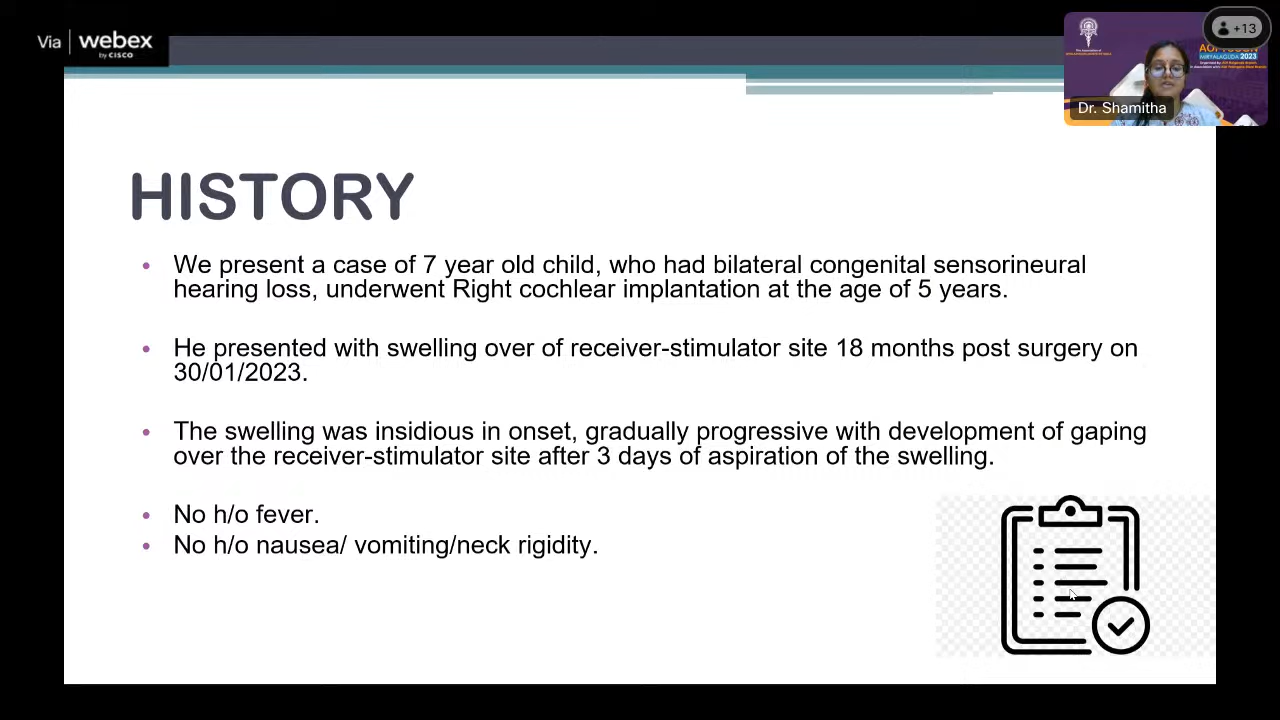 Via webex
by CISCO
+13
MIRYALAGUDA 2023
Dr. Shamitha
HISTORY
• We present a case of 7 year old child, who had bilateral congenital sensorineural
hearing loss, underwent Right cochlear implantation at the age of 5 years.
• He presented with swelling over of receiver-stimulator site 18 months post surgery on
30/01/2023.
• The swelling was insidious in onset, gradually progressive with development of gaping
over the receiver-stimulator site after 3 days of aspiration of the swelling.
• No h/o fever.
• No h/o nausea/ vomiting/neck rigidity.